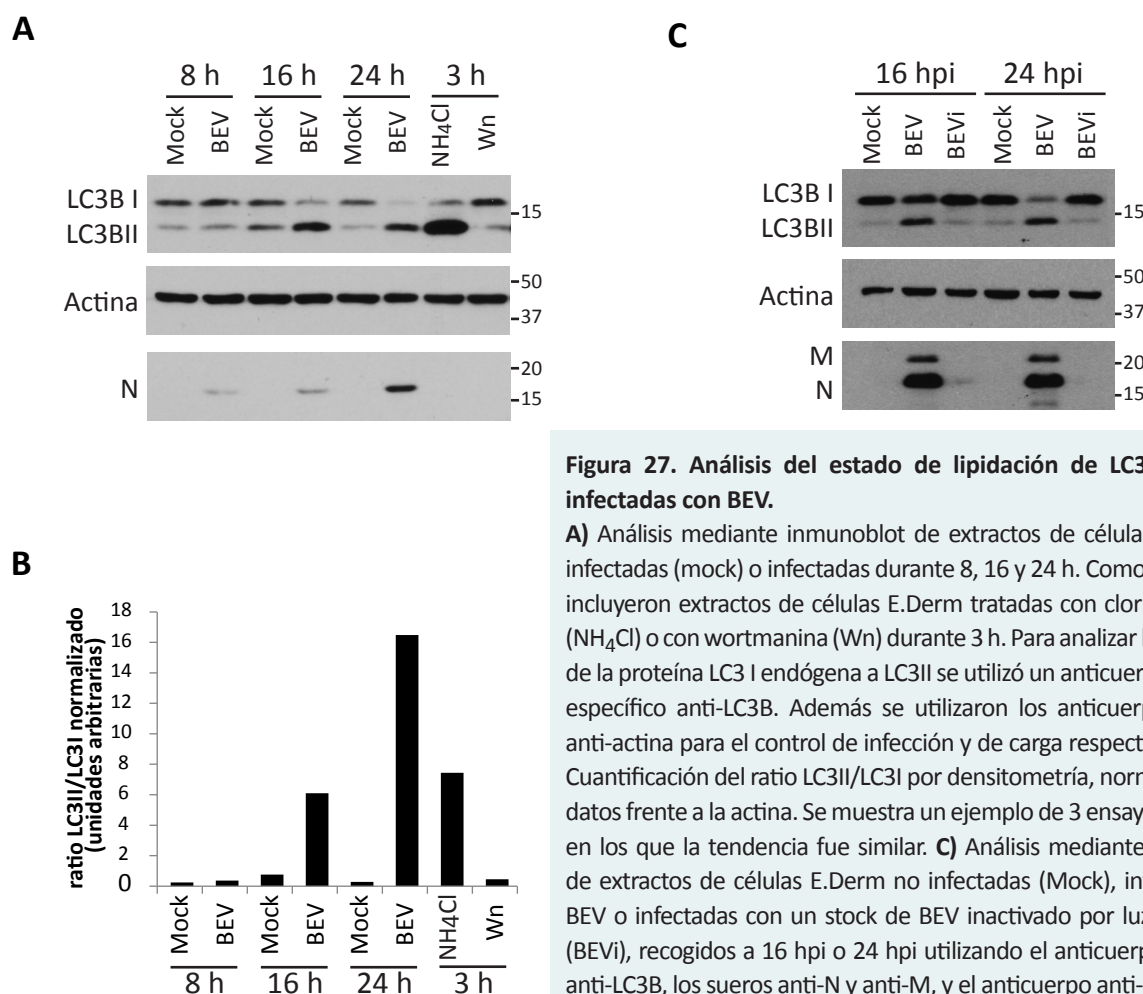 A
8 h 16 h 24 h 3 h
Mock BEV Mock BEV Mock BEV NH4Cl Wn
LC3B I
LC3BII
15
Actina
50
37
N
20
15
C
16 hpi 24 hpi
Mock BEV BEVi Mock BEV BEVi
LC3B I
LC3BII
15
Actina
50
37
M
N
20
15
B
ratio LC3II/LC3I normalizado
(unidades arbitrarias)
18
16
14
12
10
8
6
4
2
0
Mock BEV Mock BEV Mock BEV NH4Cl Wn
8 h 16 h 24 h 3 h
Figura 27. Análisis del estado de lipidación de LC3
infectadas con BEV.
A) Análisis mediante inmunoblot de extractos de célula
infectadas (mock) o infectadas durante 8, 16 y 24 h. Como
incluyeron extractos de células E.Derm tratadas con clor
(NH4Cl) o con wortmanina (Wn) durante 3 h. Para analizar
de la proteína LC3 I endógena a LC3II se utilizó un anticuer
específico anti-LC3B. Además se utilizaron los anticuer
anti-actina para el control de infección y de carga respect
Cuantificación del ratio LC3II/LC3I por densitometría, norm
datos frente a la actina. Se muestra un ejemplo de 3 ensay
en los que la tendencia fue similar. C) Análisis mediante
de extractos de células E.Derm no infectadas (Mock), in
BEV o infectadas con un stock de BEV inactivado por lu
(BEVi), recogidos a 16 hpi o 24 hpi utilizando el anticuer
anti-LC3B, los sueros anti-N y anti-M, y el anticuerpo anti-